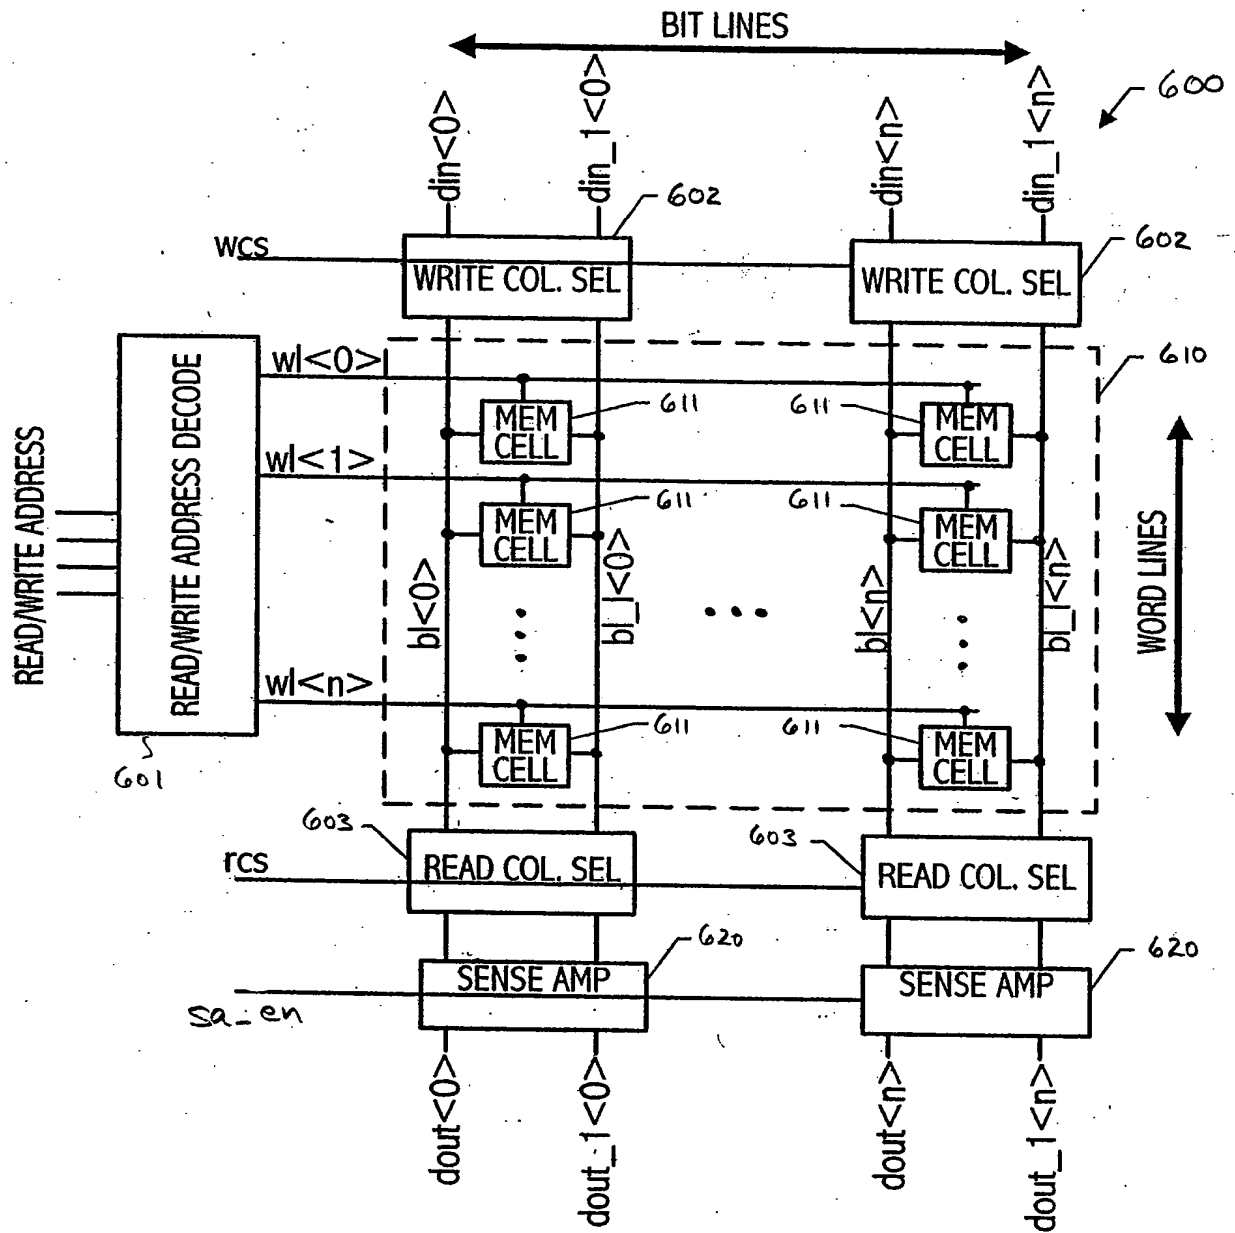 BIT LINES
600
din<0>
din_1<0>
din<n>
din_1<n>
602
602
wcs
WRITE COL. SEL
WRITE COL. SEL
610
READ/WRITE ADDRESS
READ/WRITE ADDRESS DECODE
601
wl<0>
MEM CELL
611
611
MEM CELL
wl<1>
MEM CELL
611
611
MEM CELL
bl<0>
bl_l<0>
bl<n>
bl_l<n>
WORD LINES
wl<n>
MEM CELL
611
611
MEM CELL
603
603
rcs
READ COL. SEL
READ COL. SEL
620
620
SENSE AMP
SENSE AMP
sa_en
dout<0>
dout_1<0>
dout<n>
dout_1<n>